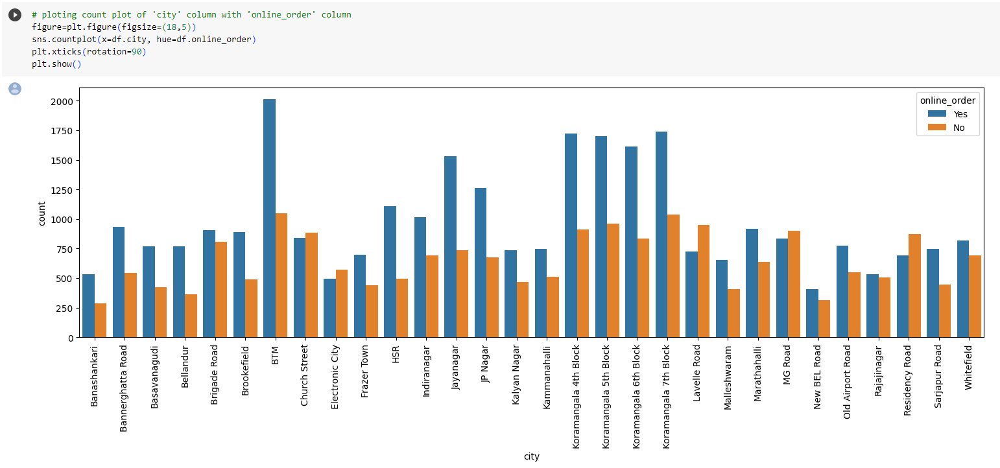 # ploting count plot of 'city' column with 'online_order' column
figure=plt.figure(figsize=(18,5))
sns.countplot(x=df.city, hue=df.online_order)
plt.xticks(rotation=90)
plt.show()
online_order
Yes
No
2000
1750
1500
1250
1000
750
500
250
0
count
Banashankari
Bannerghatta Road
Basavanagudi
Bellandur
Brigade Road
Brookefield
BTM
Church Street
Electronic City
Frazer Town
HSR
Indiranagar
Jayanagar
JP Nagar
Kalyan Nagar
Kammanahalli
Koramangala 4th Block
Koramangala 5th Block
Koramangala 6th Block
Koramangala 7th Block
Lavelle Road
Malleshwaram
Marathahalli
MG Road
New BEL Road
Old Airport Road
Rajajinagar
Residency Road
Sarjapur Road
Whitefield
city